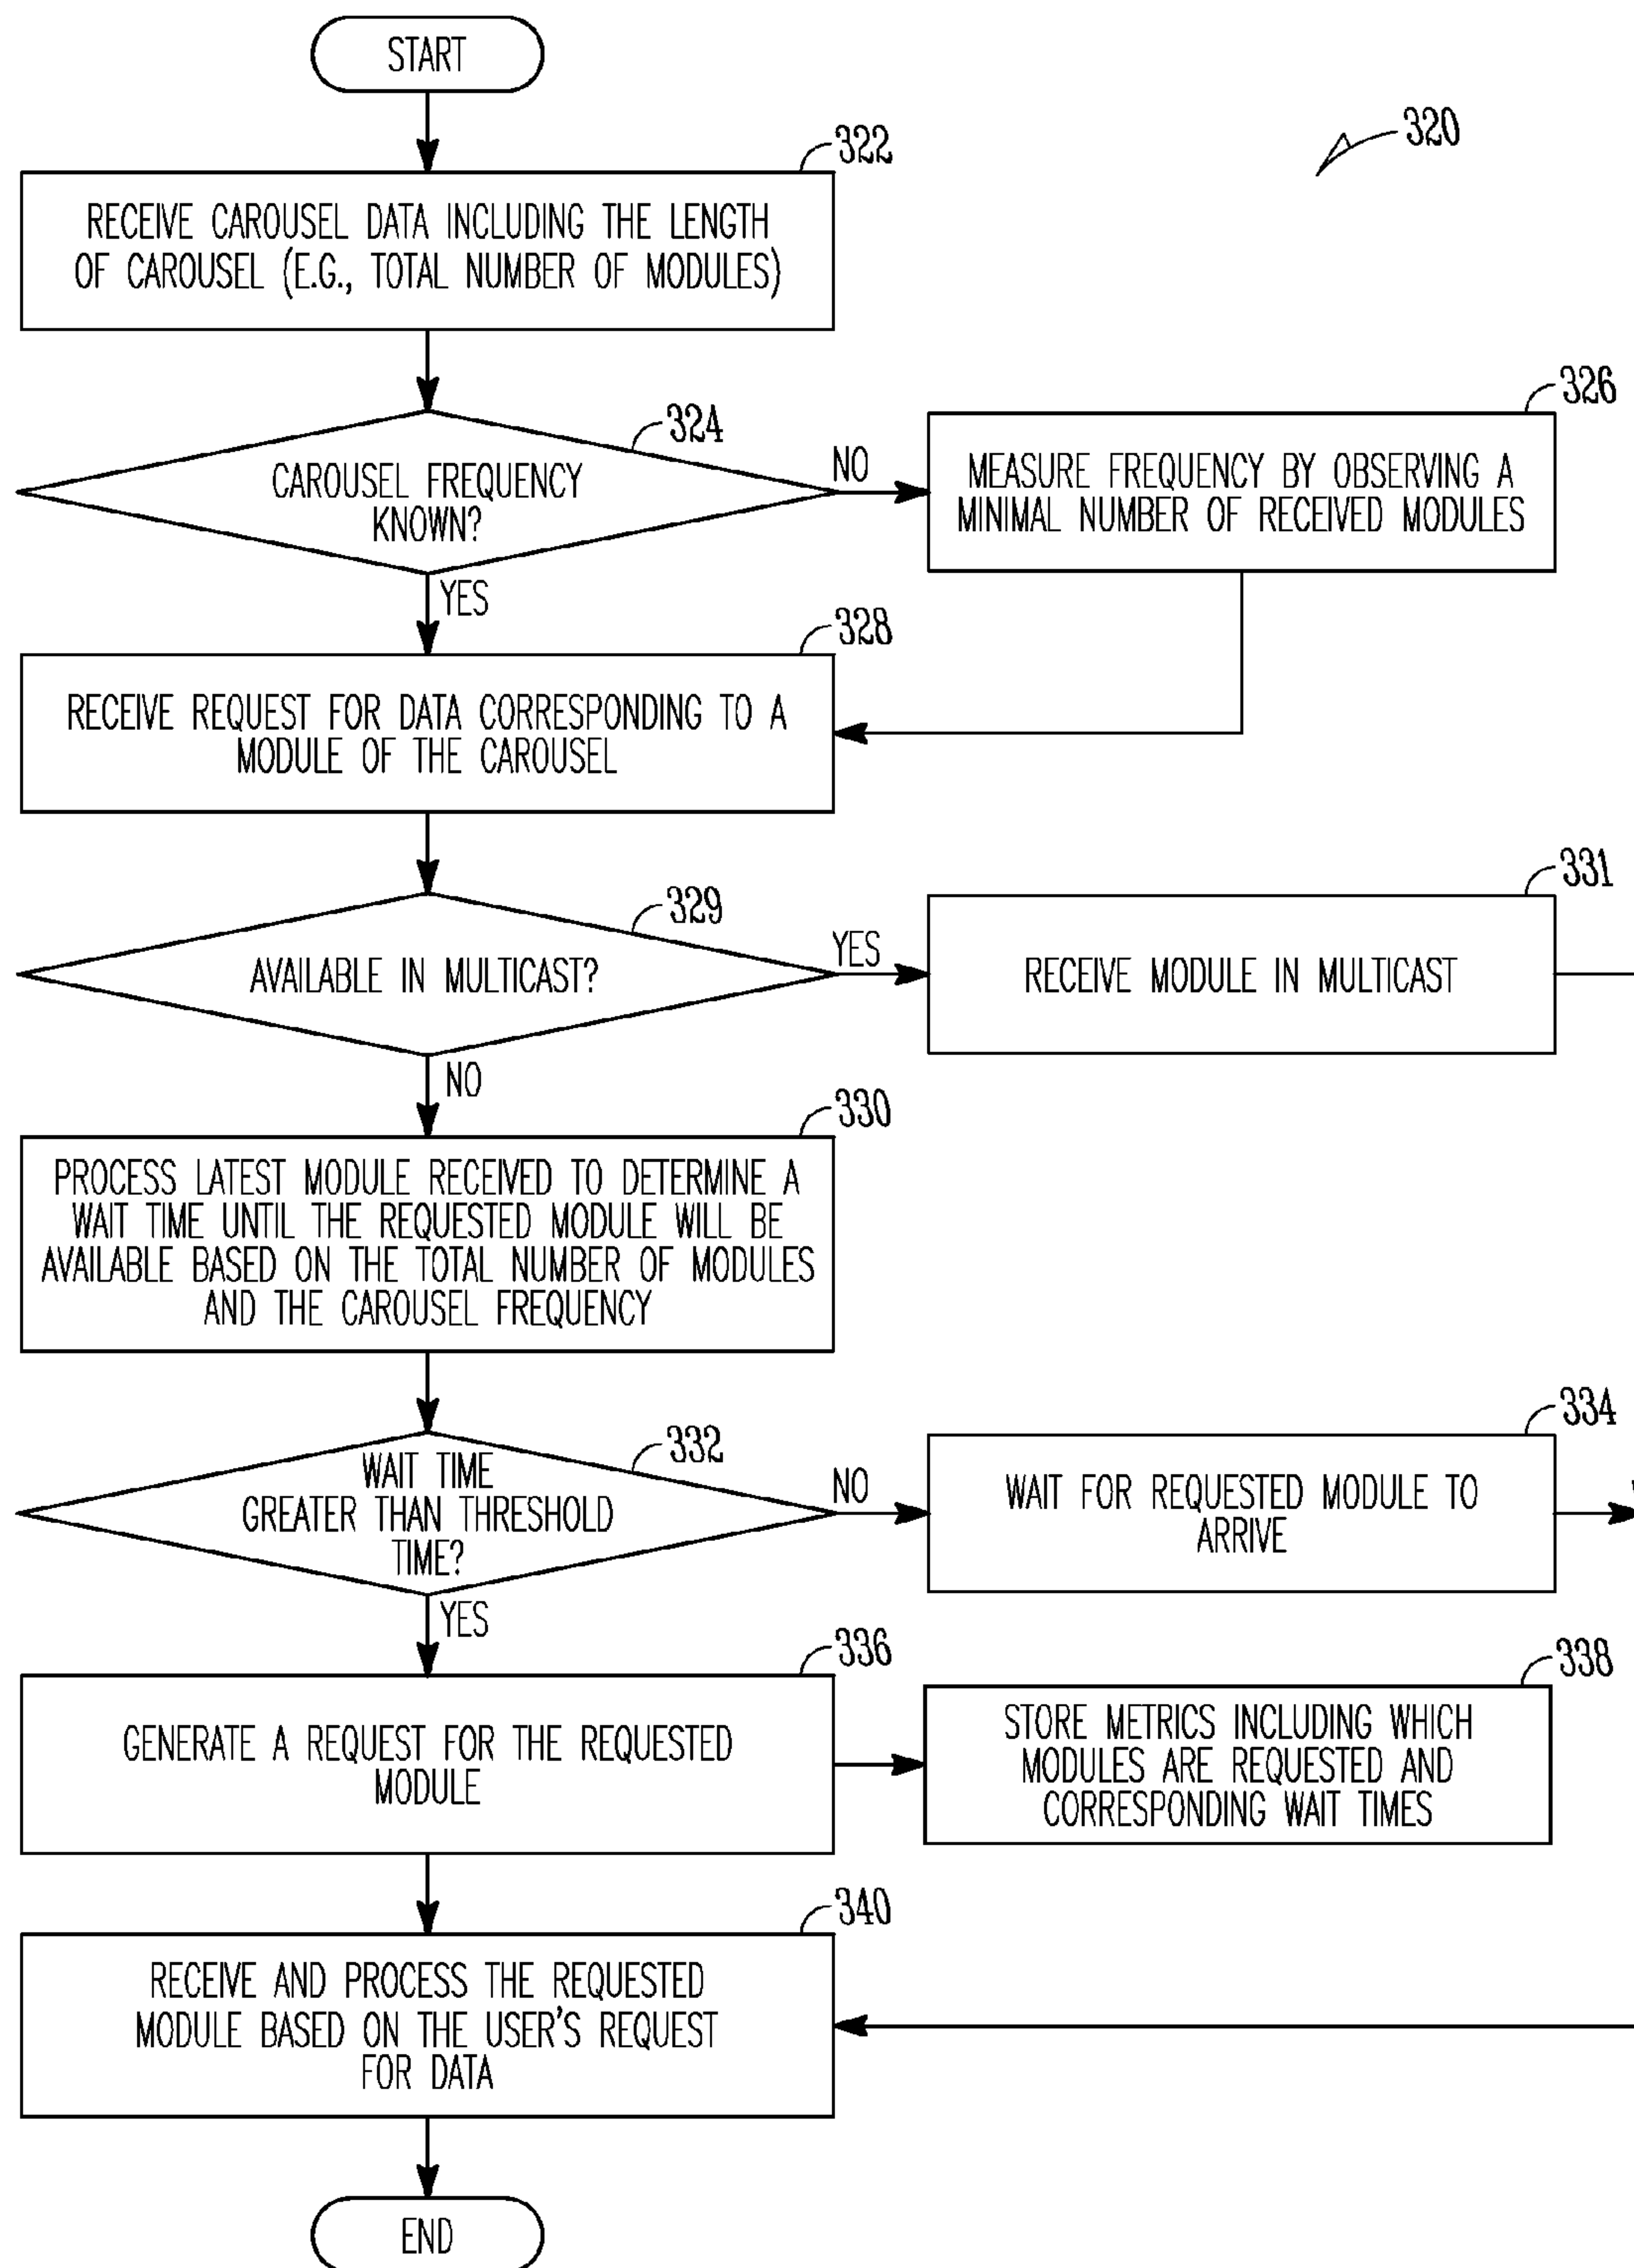 START
320
322
RECEIVE CAROUSEL DATA INCLUDING THE LENGTH
OF CAROUSEL (E.G., TOTAL NUMBER OF MODULES)
324
CAROUSEL FREQUENCY
KNOWN?
NO
326
MEASURE FREQUENCY BY OBSERVING A
MINIMAL NUMBER OF RECEIVED MODULES
YES
328
RECEIVE REQUEST FOR DATA CORRESPONDING TO A
MODULE OF THE CAROUSEL
329
AVAILABLE IN MULTICAST?
YES
331
RECEIVE MODULE IN MULTICAST
NO
330
PROCESS LATEST MODULE RECEIVED TO DETERMINE A
WAIT TIME UNTIL THE REQUESTED MODULE WILL BE
AVAILABLE BASED ON THE TOTAL NUMBER OF MODULES
AND THE CAROUSEL FREQUENCY
332
WAIT TIME
GREATER THAN THRESHOLD
TIME?
NO
334
WAIT FOR REQUESTED MODULE TO
ARRIVE
YES
336
GENERATE A REQUEST FOR THE REQUESTED
MODULE
338
STORE METRICS INCLUDING WHICH
MODULES ARE REQUESTED AND
CORRESPONDING WAIT TIMES
340
RECEIVE AND PROCESS THE REQUESTED
MODULE BASED ON THE USER'S REQUEST
FOR DATA
END